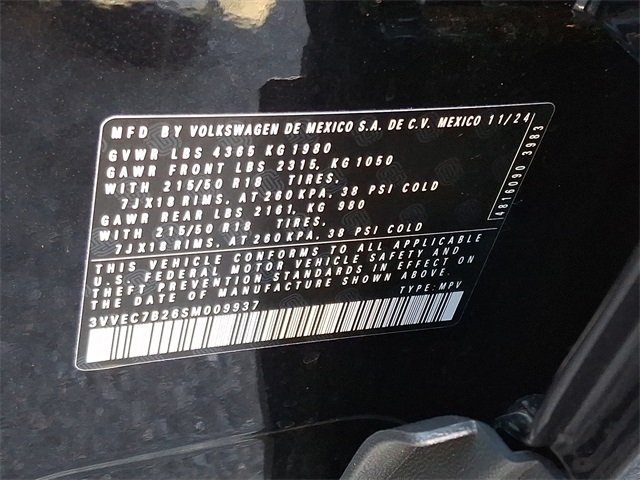 MFD BY VOLKSWAGEN DE MEXICO S.A. DE C.V. MEXICO 11/24
GVWR LBS 4365 KG 1980
GAWR FRONT LBS 2315, KG 1050
WITH 215/50 R18 TIRES,
7JX18 RIMS, AT 260 KPA, 38 PSI COLD
GAWR REAR LBS 2161, KG 980
WITH 215/50 R18 TIRES,
7JX18 RIMS, AT 260 KPA, 38 PSI COLD
THIS VEHICLE CONFORMS TO ALL APPLICABLE
U.S. FEDERAL MOTOR VEHICLE SAFETY AND
THEFT PREVENTION STANDARDS IN EFFECT ON
THE DATE OF MANUFACTURE SHOWN ABOVE.
3VVEC7B26SM009937 TYPE: MPV
4816090 3983